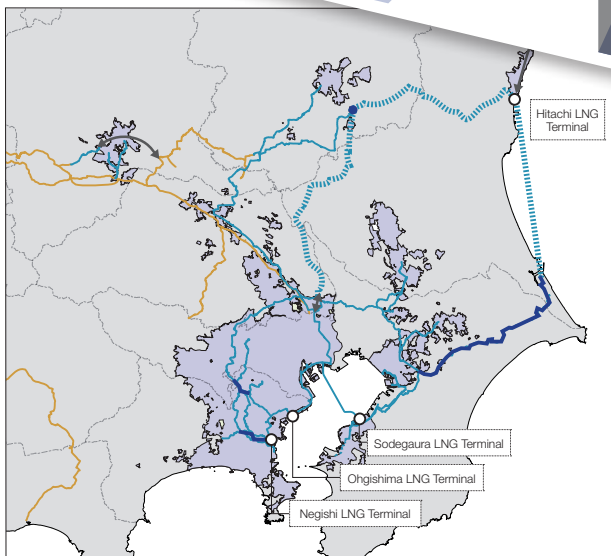 Hitachi LNG
Terminal
Sodegaura LNG Terminal
Ohgishima LNG Terminal
Negishi LNG Terminal